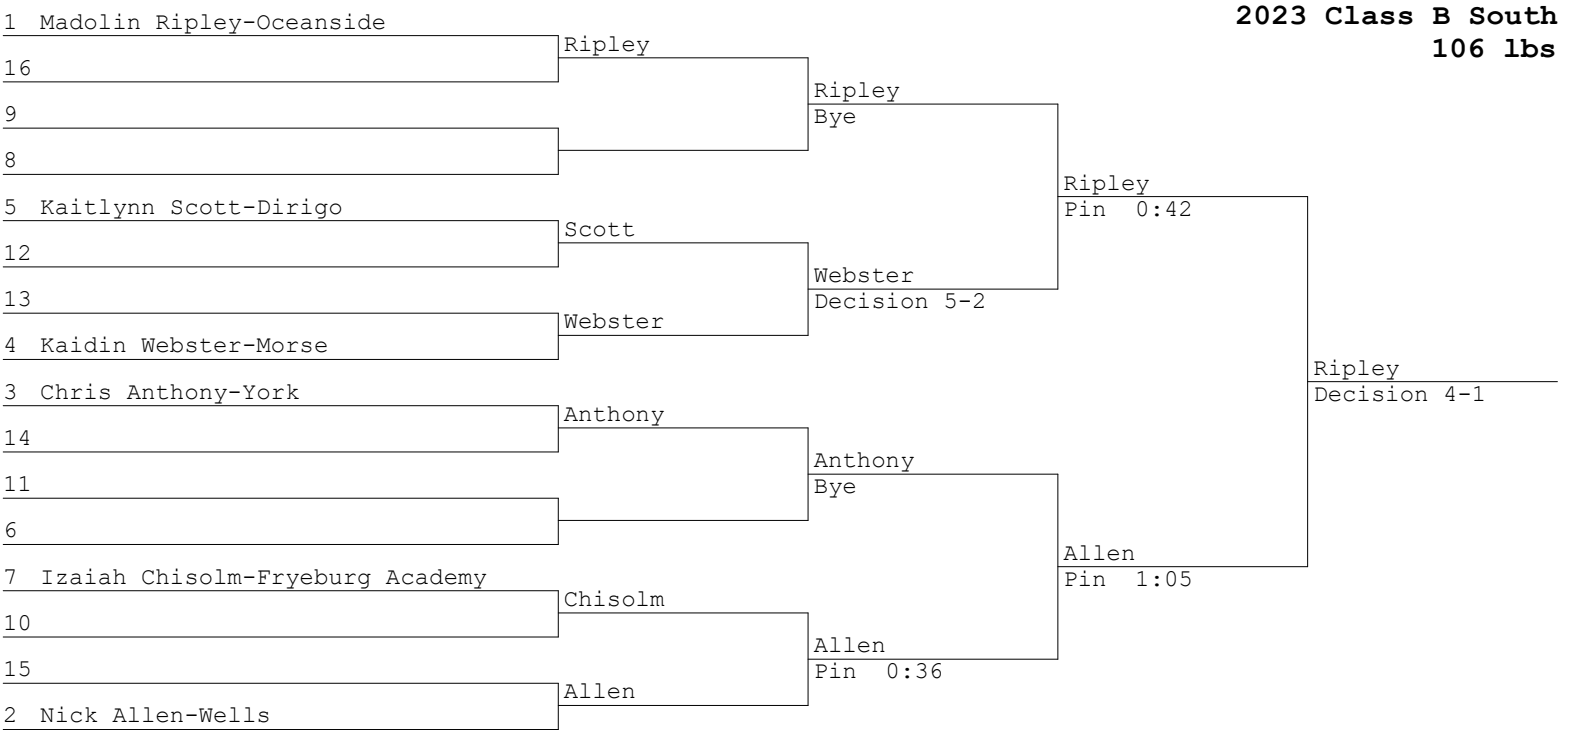 2023 Class B South
106 lbs
1 Madolin Ripley-Oceanside
Ripley
16
Ripley
Bye
9
8
Ripley
Pin 0:42
5 Kaitlynn Scott-Dirigo
Scott
12
Webster
Decision 5-2
13
Webster
4 Kaidin Webster-Morse
Ripley
Decision 4-1
3 Chris Anthony-York
Anthony
14
Anthony
Bye
11
6
Allen
Pin 1:05
7 Izaiah Chisolm-Fryeburg Academy
Chisolm
10
Allen
Pin 0:36
15
Allen
2 Nick Allen-Wells